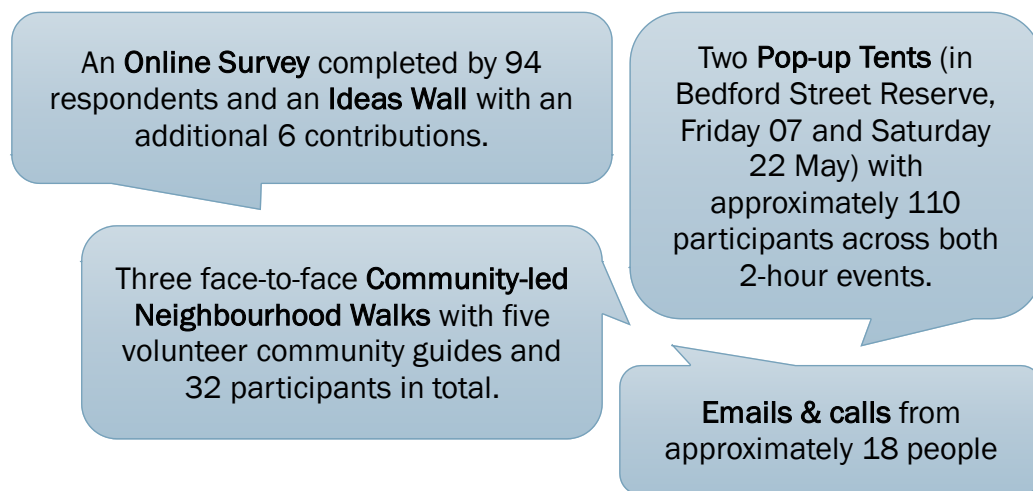 An Online Survey completed by 94
respondents and an Ideas Wall with an
additional 6 contributions.
Two Pop-up Tents (in
Bedford Street Reserve,
Friday 07 and Saturday
22 May) with
approximately 110
participants across both
2-hour events.
Three face-to-face Community-led
Neighbourhood Walks with five
volunteer community guides and
32 participants in total.
Emails & calls from
approximately 18 people